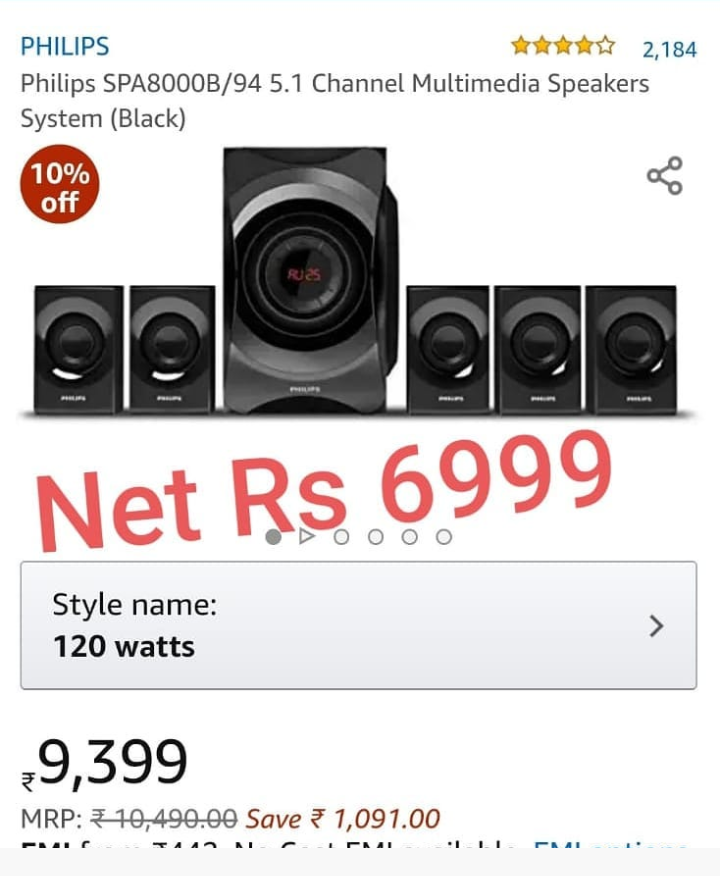 PHILIPS
2,184
Philips SPA8000B/94 5.1 Channel Multimedia Speakers
System (Black)
10%
off
RU25
PHILIPS
PHILIPS
PHILIPS
PHILIPS
PHILIPS
PHILIPS
Net Rs 6999
Style name:
120 watts
₹9,399
MRP: ₹ 10,490.00 Save ₹ 1,091.00